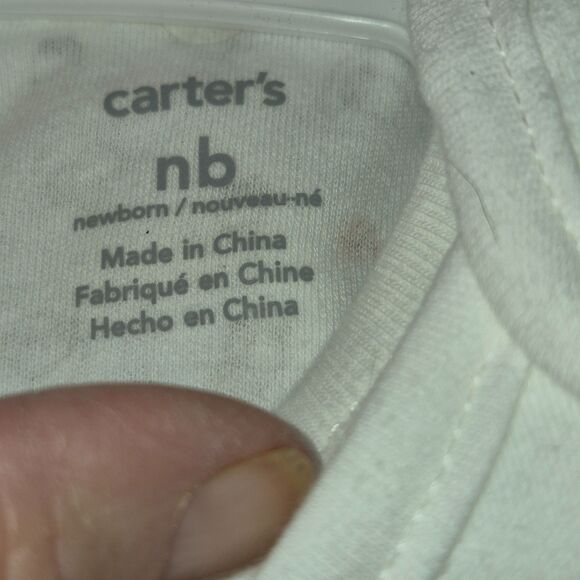 carter's
nb
newborn / nouveau-né
Made in China
Fabriqué en Chine
Hecho en China